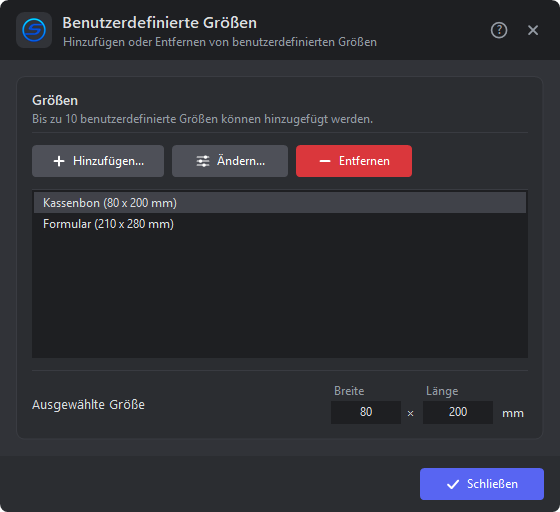 Benutzerdefinierte Größen
Hinzufügen oder Entfernen von benutzerdefinierten Größen
Größen
Bis zu 10 benutzerdefinierte Größen können hinzugefügt werden.
Hinzufügen... Ändern... Entfernen
Kassenbon (80 x 200 mm)
Formular (210 x 280 mm)
Breite Länge
Ausgewählte Größe 80 × 200 mm
Schließen